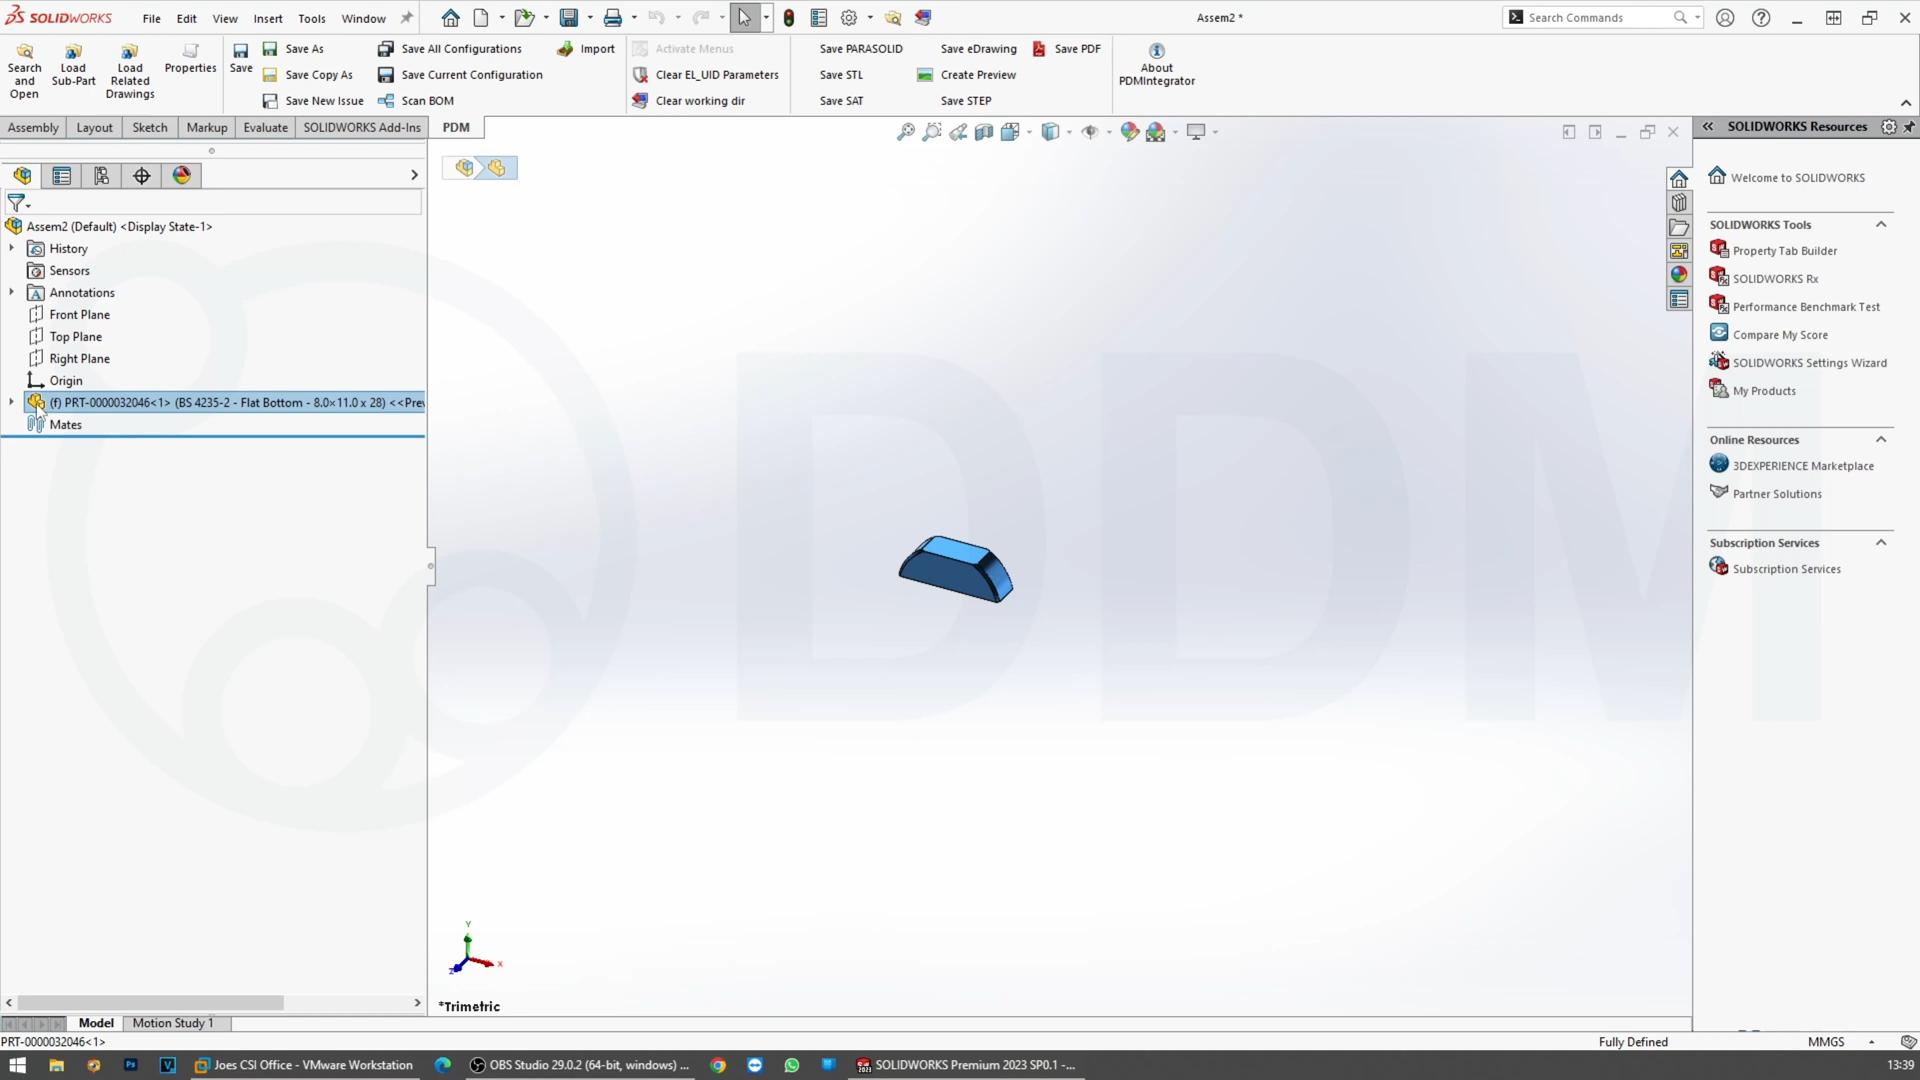 SOLIDWORKS
File Edit View Insert Tools Window
Assem2 *
Search Commands
Search and Open
Load Sub-Part
Load Related Drawings
Properties
Save
Save As
Save Copy As
Save New Issue
Save All Configurations
Save Current Configuration
Scan BOM
Import
Activate Menus
Clear EL_UID Parameters
Clear working dir
Save PARASOLID
Save STL
Save SAT
Save eDrawing
Create Preview
Save STEP
Save PDF
About PDMIntegrator
Assembly Layout Sketch Markup Evaluate SOLIDWORKS Add-Ins PDM
Assem2 (Default) <Display State-1>
History
Sensors
Annotations
Front Plane
Top Plane
Right Plane
Origin
(f) PRT-0000032046<1> (BS 4235-2 - Flat Bottom - 8.0×11.0 x 28) <<Prev
Mates
DDM
Y
X
Z
*Trimetric
SOLIDWORKS Resources
Welcome to SOLIDWORKS
SOLIDWORKS Tools
Property Tab Builder
SOLIDWORKS Rx
Performance Benchmark Test
Compare My Score
SOLIDWORKS Settings Wizard
My Products
Online Resources
3DEXPERIENCE Marketplace
Partner Solutions
Subscription Services
Subscription Services
Model Motion Study 1
PRT-0000032046<1>
Fully Defined
MMGS
Joes CSI Office - VMware Workstation
OBS Studio 29.0.2 (64-bit, windows) ...
SOLIDWORKS Premium 2023 SP0.1 -...
13:39